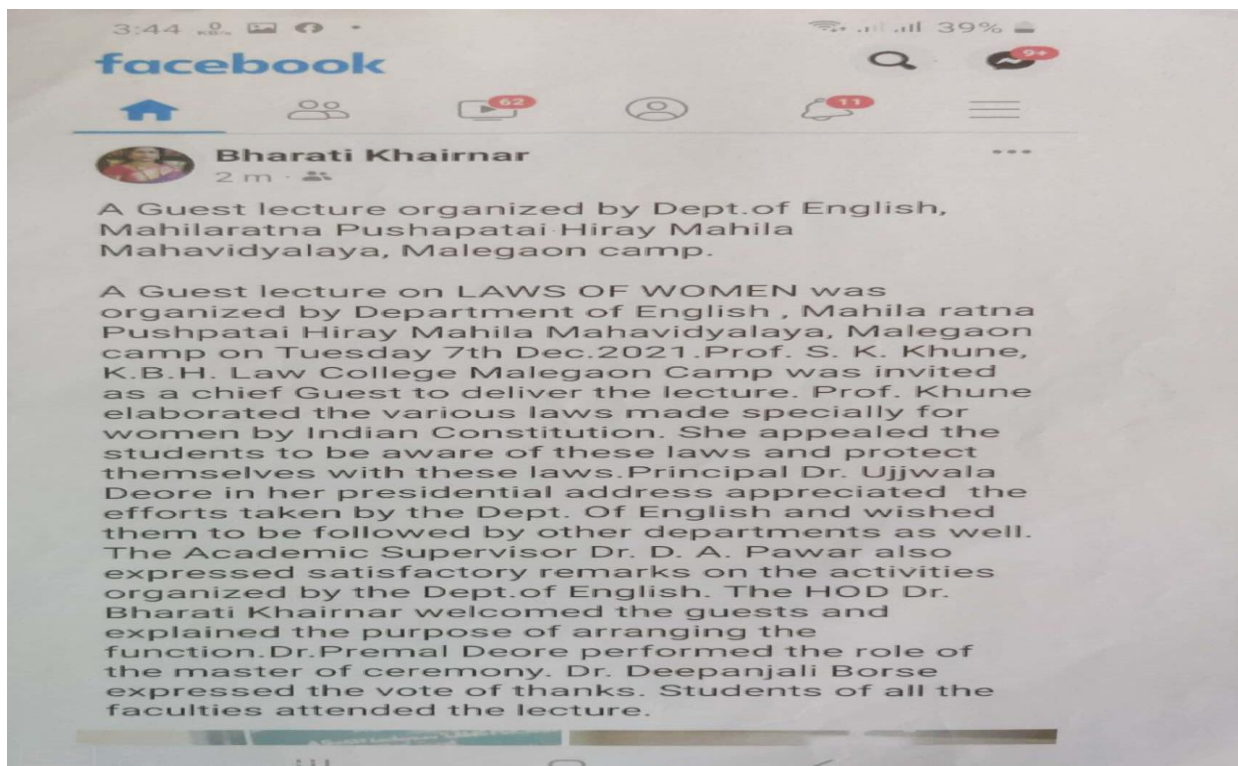 3:44
39%
facebook
9+
62
11
Bharati Khairnar
2 m
A Guest lecture organized by Dept.of English,
Mahilaratna Pushapatai Hiray Mahila
Mahavidyalaya, Malegaon camp.
A Guest lecture on LAWS OF WOMEN was
organized by Department of English , Mahila ratna
Pushpatai Hiray Mahila Mahavidyalaya, Malegaon
camp on Tuesday 7th Dec.2021.Prof. S. K. Khune,
K.B.H. Law College Malegaon Camp was invited
as a chief Guest to deliver the lecture. Prof. Khune
elaborated the various laws made specially for
women by Indian Constitution. She appealed the
students to be aware of these laws and protect
themselves with these laws.Principal Dr. Ujjwala
Deore in her presidential address appreciated the
efforts taken by the Dept. Of English and wished
them to be followed by other departments as well.
The Academic Supervisor Dr. D. A. Pawar also
expressed satisfactory remarks on the activities
organized by the Dept.of English. The HOD Dr.
Bharati Khairnar welcomed the guests and
explained the purpose of arranging the
function.Dr.Premal Deore performed the role of
the master of ceremony. Dr. Deepanjali Borse
expressed the vote of thanks. Students of all the
faculties attended the lecture.